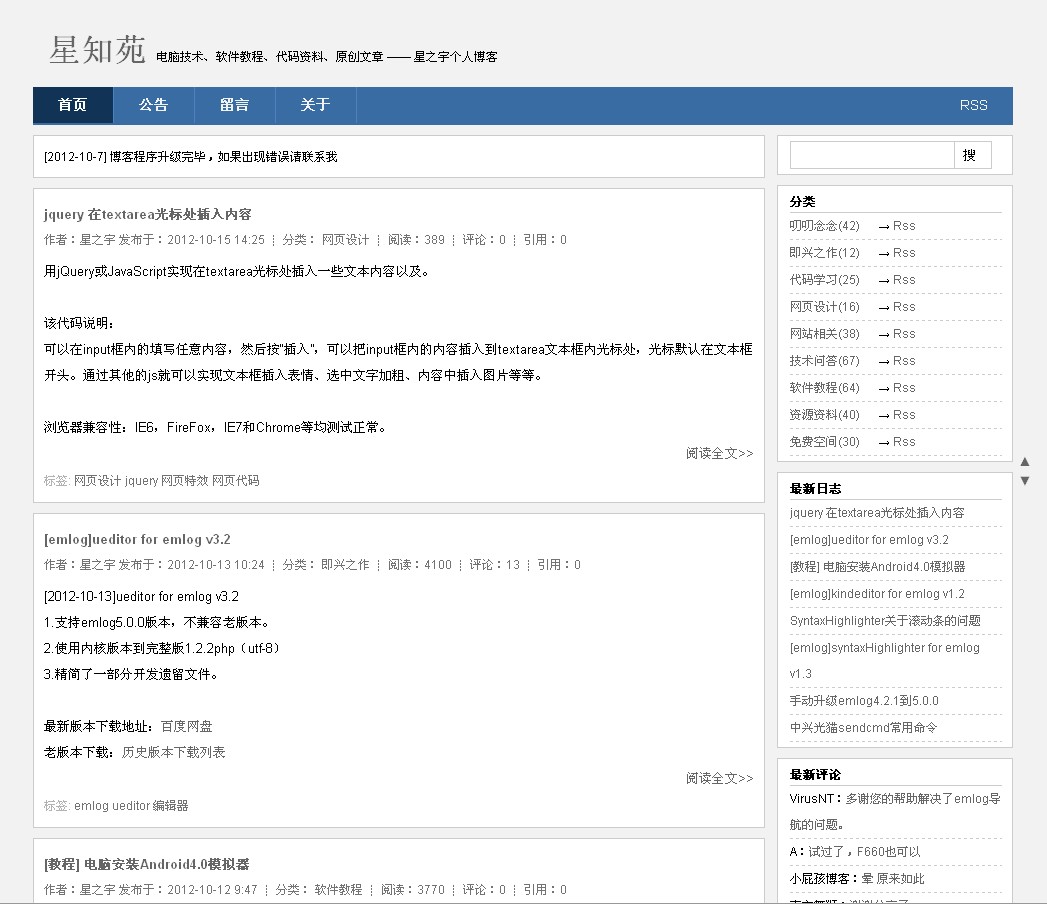 星知苑 电脑技术、软件教程、代码资料、原创文章 —— 星之宇个人博客
首页 公告 留言 关于 RSS
[2012-10-7] 博客程序升级完毕，如果出现错误请联系我
jquery 在textarea光标处插入内容
作者：星之宇 发布于：2012-10-15 14:25 ┊ 分类： 网页设计 ┊ 阅读：389 ┊ 评论：0 ┊ 引用：0
用jQuery或JavaScript实现在textarea光标处插入一些文本内容以及。
该代码说明：
可以在input框内的填写任意内容，然后按"插入"，可以把input框内的内容插入到textarea文本框内光标处，光标默认在文本框
开头。通过其他的js就可以实现文本框插入表情、选中文字加粗、内容中插入图片等等。
浏览器兼容性：IE6，FireFox，IE7和Chrome等均测试正常。
阅读全文>>
标签: 网页设计 jquery 网页特效 网页代码
[emlog]ueditor for emlog v3.2
作者：星之宇 发布于：2012-10-13 10:24 ┊ 分类： 即兴之作 ┊ 阅读：4100 ┊ 评论：13 ┊ 引用：0
[2012-10-13]ueditor for emlog v3.2
1.支持emlog5.0.0版本，不兼容老版本。
2.使用内核版本到完整版1.2.2php（utf-8）
3.精简了一部分开发遗留文件。
最新版本下载地址：百度网盘
老版本下载：历史版本下载列表
阅读全文>>
标签: emlog ueditor 编辑器
[教程] 电脑安装Android4.0模拟器
作者：星之宇 发布于：2012-10-12 9:47 ┊ 分类： 软件教程 ┊ 阅读：3770 ┊ 评论：0 ┊ 引用：0
搜
分类
叨叨念念(42) → Rss
即兴之作(12) → Rss
代码学习(25) → Rss
网页设计(16) → Rss
网站相关(38) → Rss
技术问答(67) → Rss
软件教程(64) → Rss
资源资料(40) → Rss
免费空间(30) → Rss
最新日志
jquery 在textarea光标处插入内容
[emlog]ueditor for emlog v3.2
[教程] 电脑安装Android4.0模拟器
[emlog]kindeditor for emlog v1.2
SyntaxHighlighter关于滚动条的问题
[emlog]syntaxHighlighter for emlog
v1.3
手动升级emlog4.2.1到5.0.0
中兴光猫sendcmd常用命令
最新评论
VirusNT：多谢您的帮助解决了emlog导
航的问题。
A：试过了，F660也可以
小屁孩博客：晕 原来如此